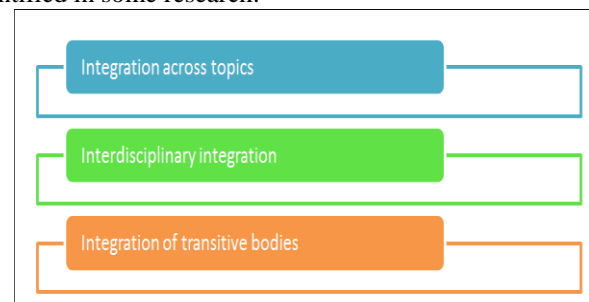 Integration across topics
Interdisciplinary integration
Integration of transitive bodies